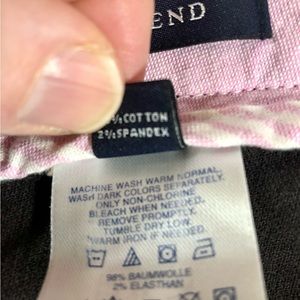 END
% COTTON
2% SPANDEX
MACHINE WASH WARM NORMAL.
WASH DARK COLORS SEPARATELY.
ONLY NON-CHLORINE
BLEACH WHEN NEEDED.
REMOVE PROMPTLY.
TUMBLE DRY LOW.
WARM IRON IF NEEDED.
98% BAUMWOLLE
2% ELASTHAN